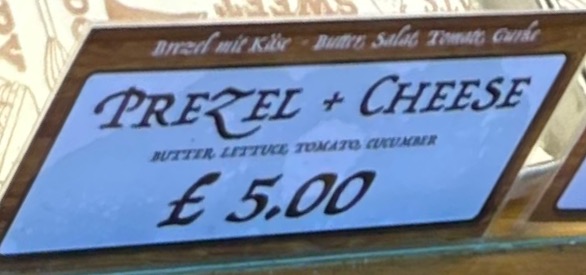 Brezel mit Käse - Butter, Salat, Tomate, Gurke
PREZEL + CHEESE
BUTTER, LETTUCE, TOMATO, CUCUMBER
£ 5.00